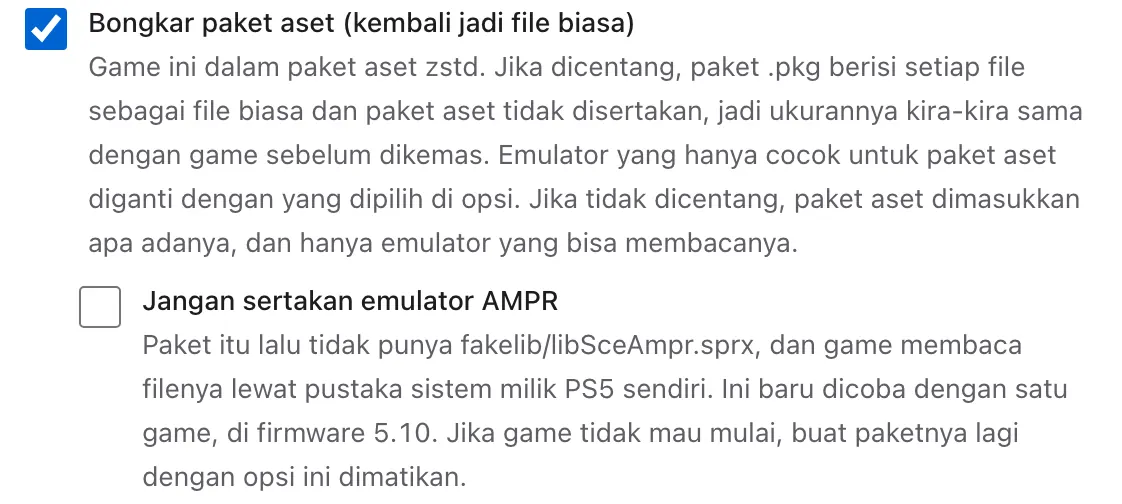 Bongkar paket aset (kembali jadi file biasa)
Game ini dalam paket aset zstd. Jika dicentang, paket .pkg berisi setiap file
sebagai file biasa dan paket aset tidak disertakan, jadi ukurannya kira-kira sama
dengan game sebelum dikemas. Emulator yang hanya cocok untuk paket aset
diganti dengan yang dipilih di opsi. Jika tidak dicentang, paket aset dimasukkan
apa adanya, dan hanya emulator yang bisa membacanya.
Jangan sertakan emulator AMPR
Paket itu lalu tidak punya fakelib/libSceAmpr.sprx, dan game membaca
filenya lewat pustaka sistem milik PS5 sendiri. Ini baru dicoba dengan satu
game, di firmware 5.10. Jika game tidak mau mulai, buat paketnya lagi
dengan opsi ini dimatikan.